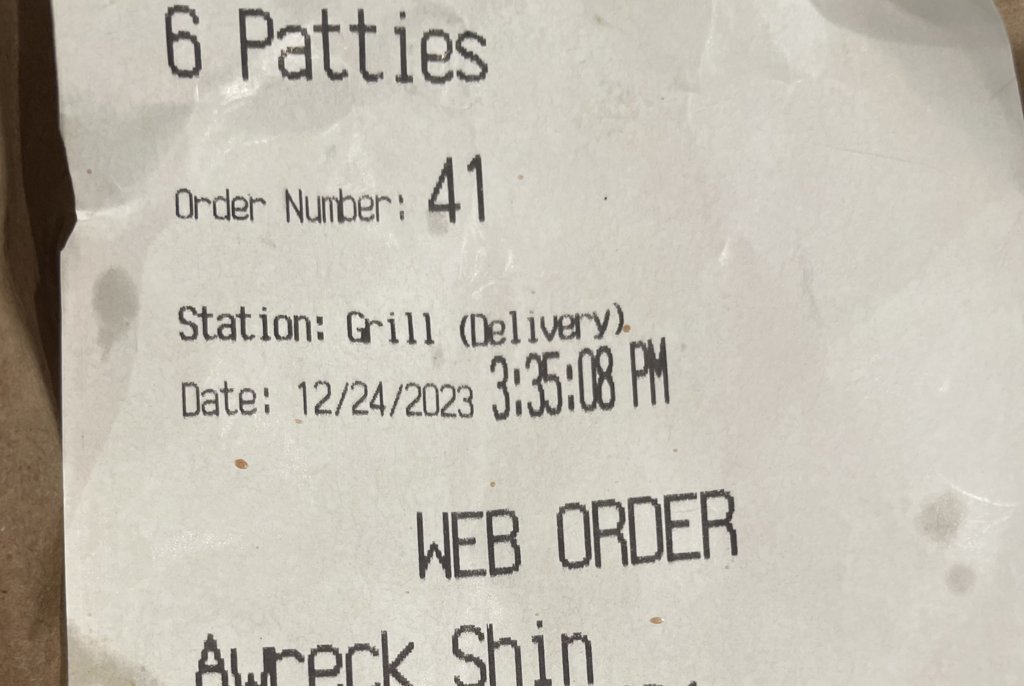 6 Patties
Order Number: 41
Station: Grill (Delivery)
Date: 12/24/2023 3:35:08 PM
WEB ORDER
Awreck Shin